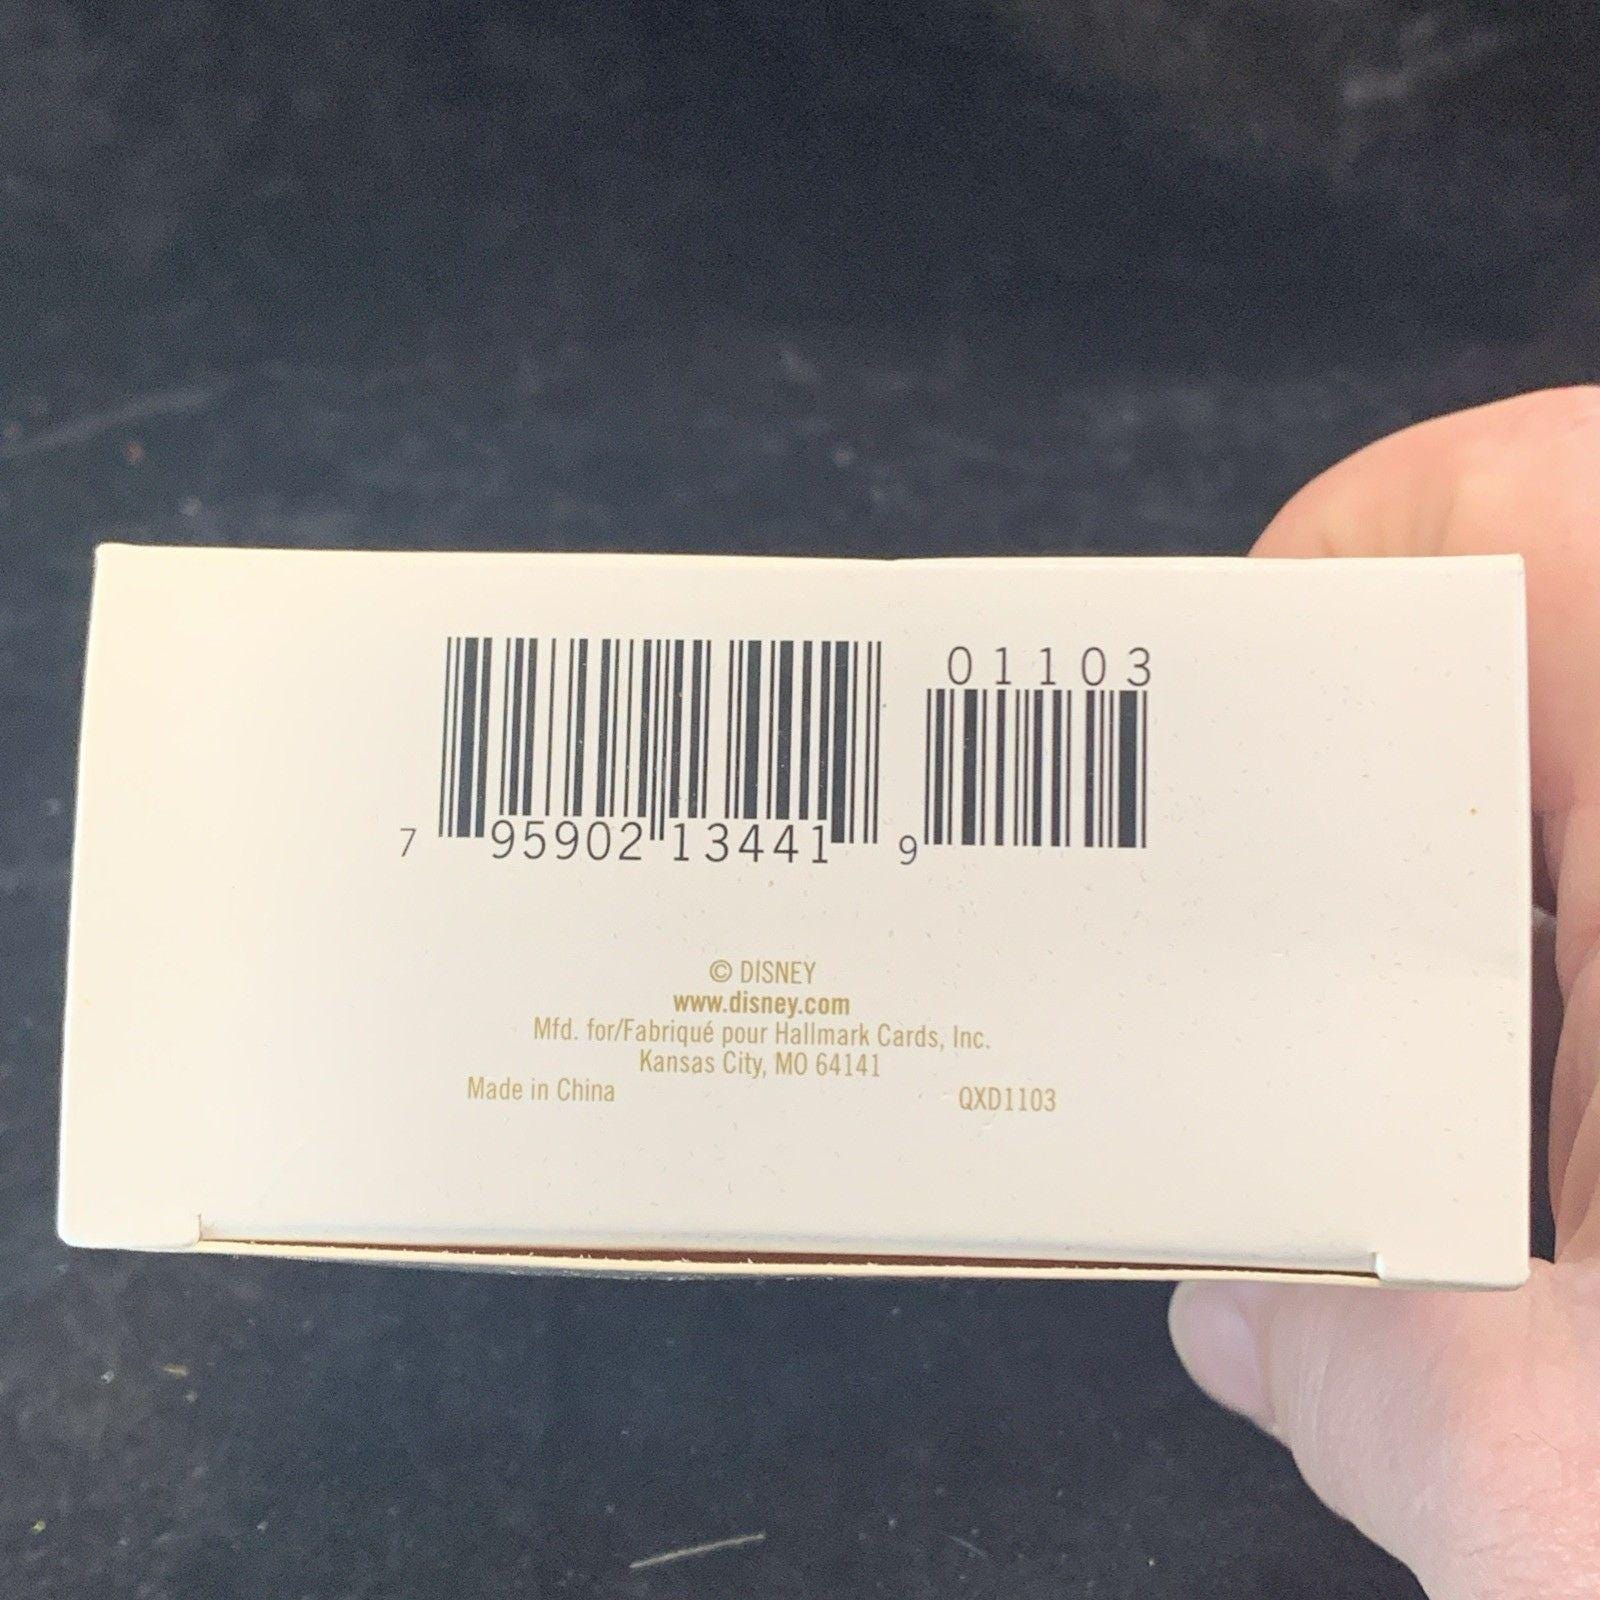 01103
7 95902 13441 9
© DISNEY
www.disney.com
Mfd. for/Fabriqué pour Hallmark Cards, Inc.
Kansas City, MO 64141
Made in China QXD1103